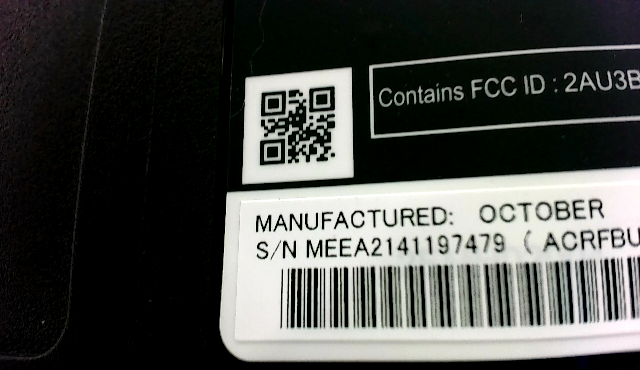 Contains FCC ID : 2AU3B
MANUFACTURED: OCTOBER
S/N MEEA2141197479 ( ACRFBU